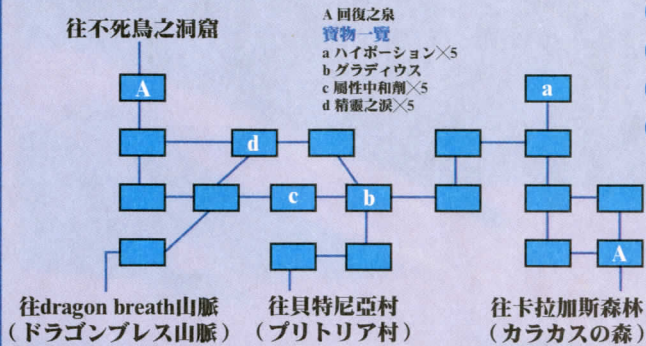 往不死鳥之洞窟
A 回復之泉
寶物一覽
a ハイポーション×5
b グラディウス
c 屬性中和劑×5
d 精靈之淚×5
A
a
d
c
b
A
往dragon breath山脈
（ドラゴンブレス山脈）
往貝特尼亞村
（プリトリア村）
往卡拉加斯森林
（カラカスの森）